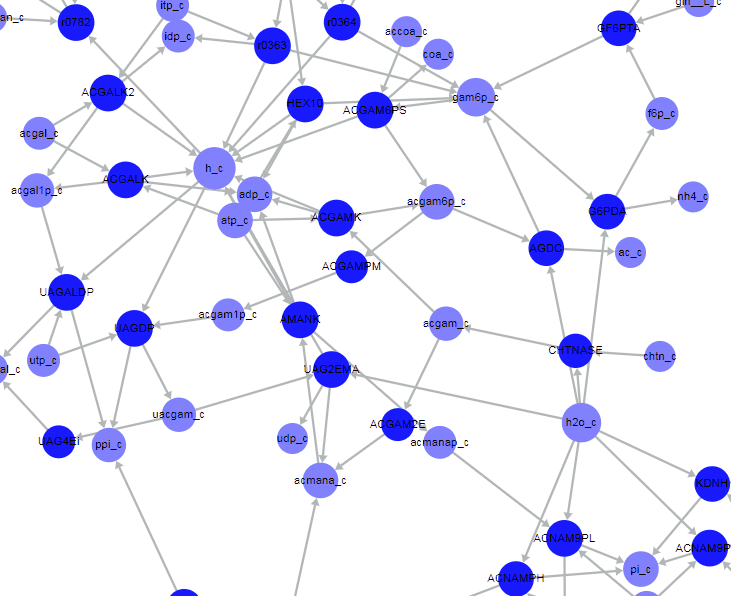 itp_c
gln__L_c
an_c
r0782
r0364
GF6PTA
accoa_c
idp_c
r0363
coa_c
ACGALK2
HEX10
ACGAM6PS
gam6p_c
f6p_c
acgal_c
h_c
ACGALK
acgal1p_c
adp_c
nh4_c
acgam6p_c
G6PDA
atp_c
ACGAMK
AGDC
ac_c
ACGAMPM
UAGALDP
acgam1p_c
AMANK
acgam_c
UAGDP
CHTNASE
chtn_c
utp_c
al_c
UAG2EMA
uacgam_c
h2o_c
ACGAM2E
udp_c
acmanap_c
UAG4EI
ppi_c
acmana_c
KDNH
ACNAM9PL
ACNAM9P
pi_c
ACNAMPH